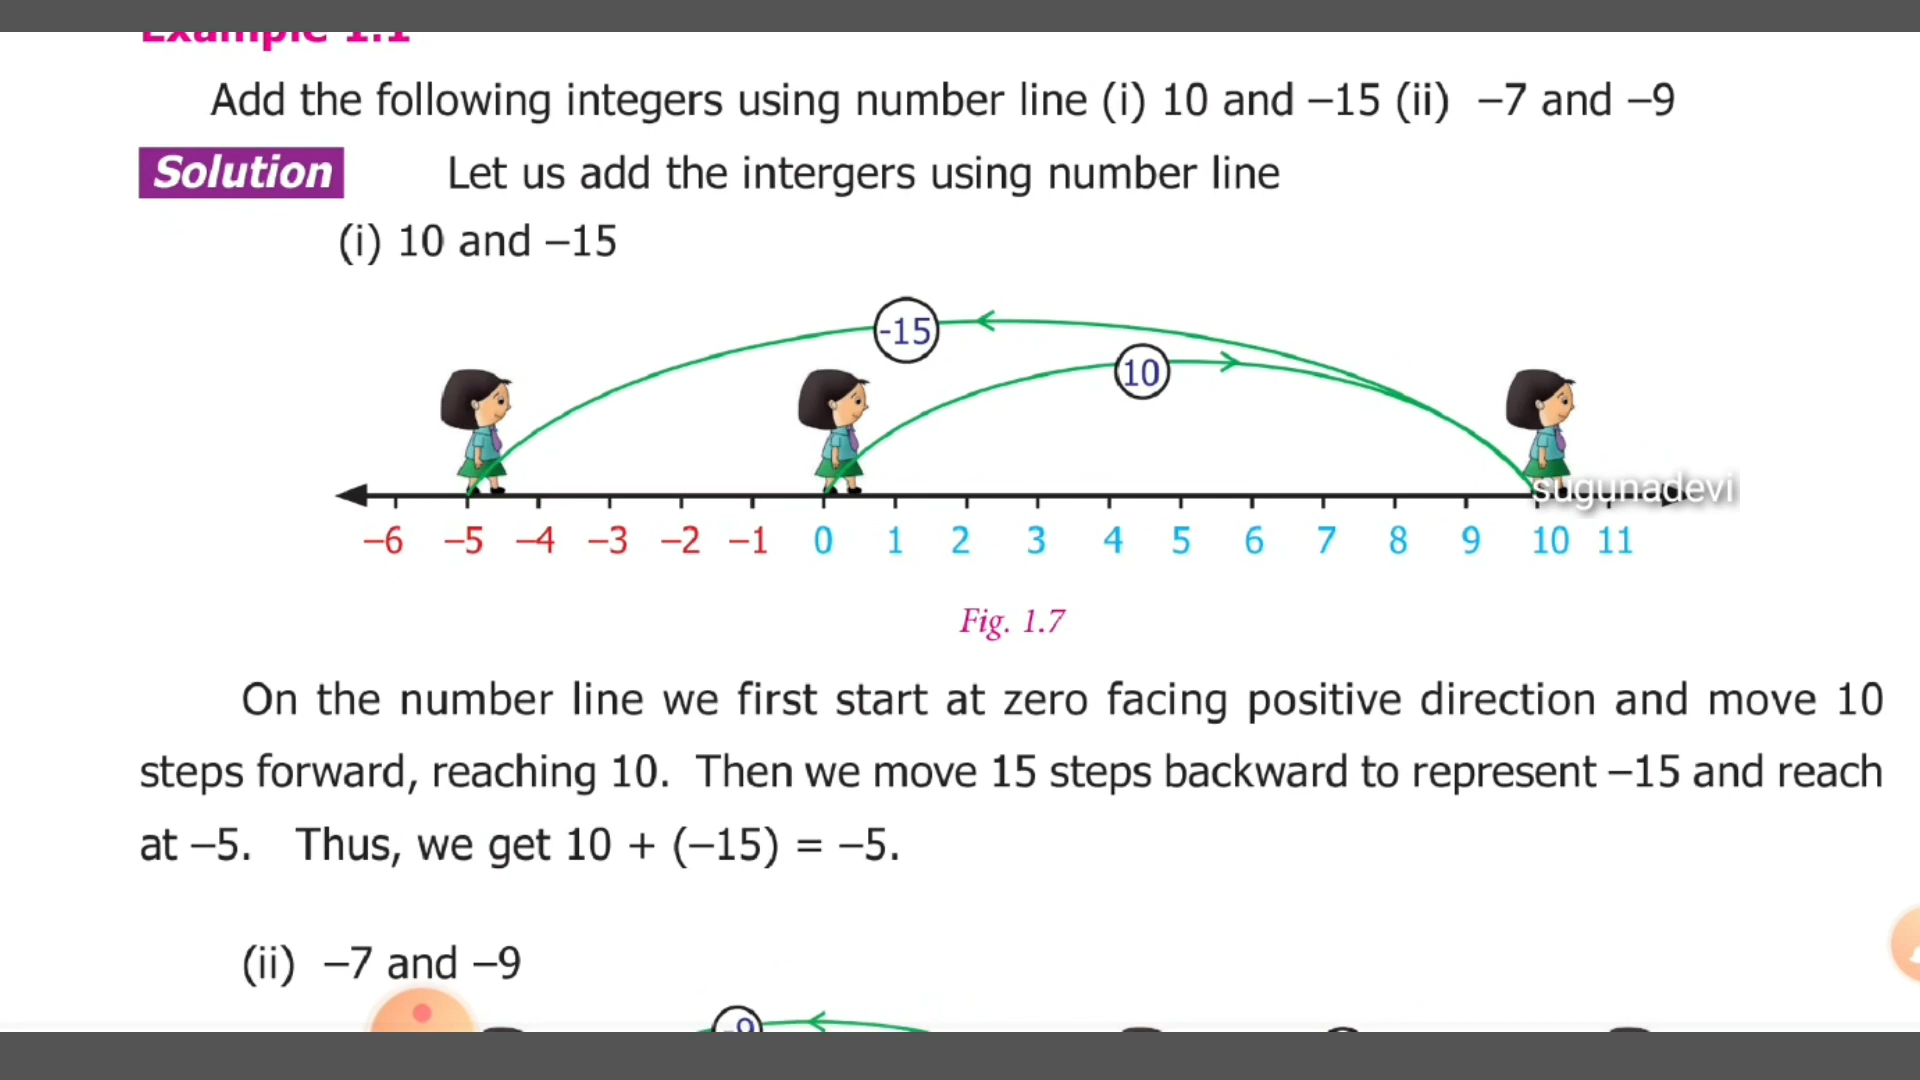 Example 1.1
Add the following integers using number line (i) 10 and –15 (ii) –7 and –9
Solution Let us add the intergers using number line
(i) 10 and –15
-15
10
sugunadevi
–6 –5 –4 –3 –2 –1 0 1 2 3 4 5 6 7 8 9 10 11
Fig. 1.7
On the number line we first start at zero facing positive direction and move 10
steps forward, reaching 10. Then we move 15 steps backward to represent –15 and reach
at –5. Thus, we get 10 + (–15) = –5.
(ii) –7 and –9